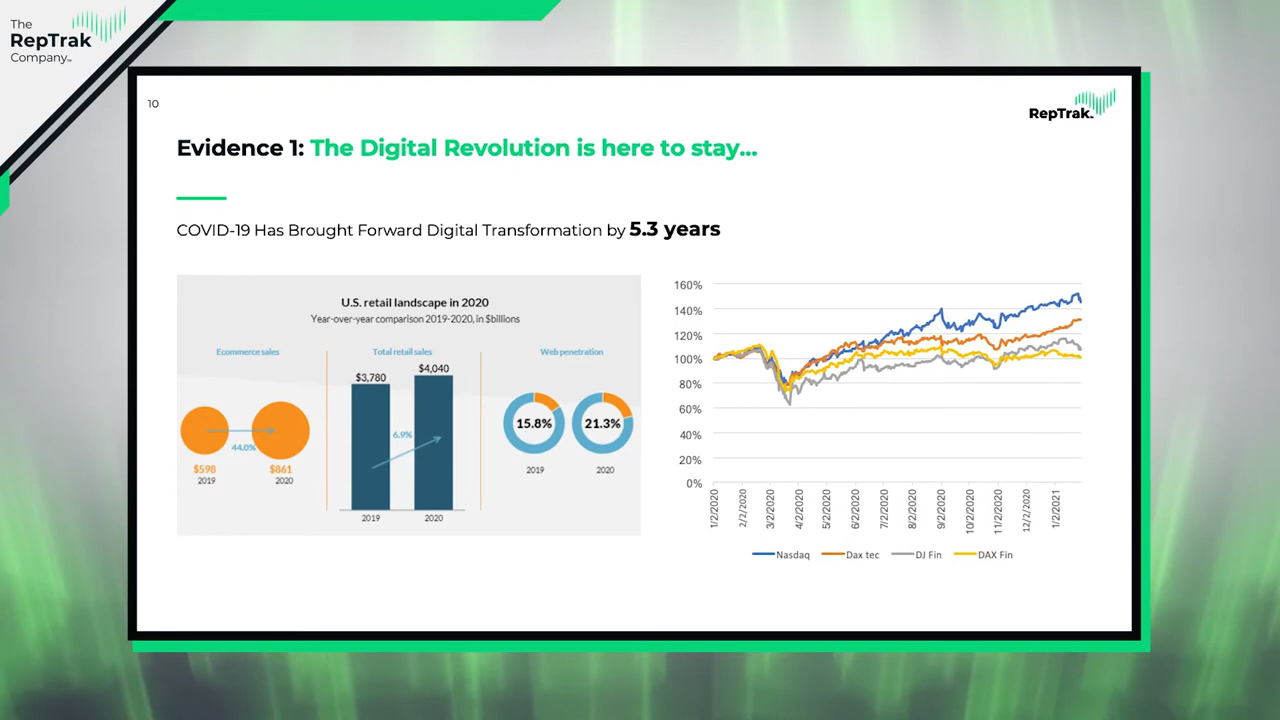 The
RepTrak
Company™
10
RepTrak.
Evidence 1: The Digital Revolution is here to stay...
COVID-19 Has Brought Forward Digital Transformation by 5.3 years
U.S. retail landscape in 2020
Year-over-year comparison 2019-2020, in $billions
Ecommerce sales
44.0%
$598
2019
$861
2020
Total retail sales
$3,780
$4,040
6.9%
2019
2020
Web penetration
15.8%
21.3%
2019
2020
160%
140%
120%
100%
80%
60%
40%
20%
0%
1/2/2020
2/2/2020
3/2/2020
4/2/2020
5/2/2020
6/2/2020
7/2/2020
8/2/2020
9/2/2020
10/2/2020
11/2/2020
12/2/2020
1/2/2021
Nasdaq
Dax tec
DJ Fin
DAX Fin